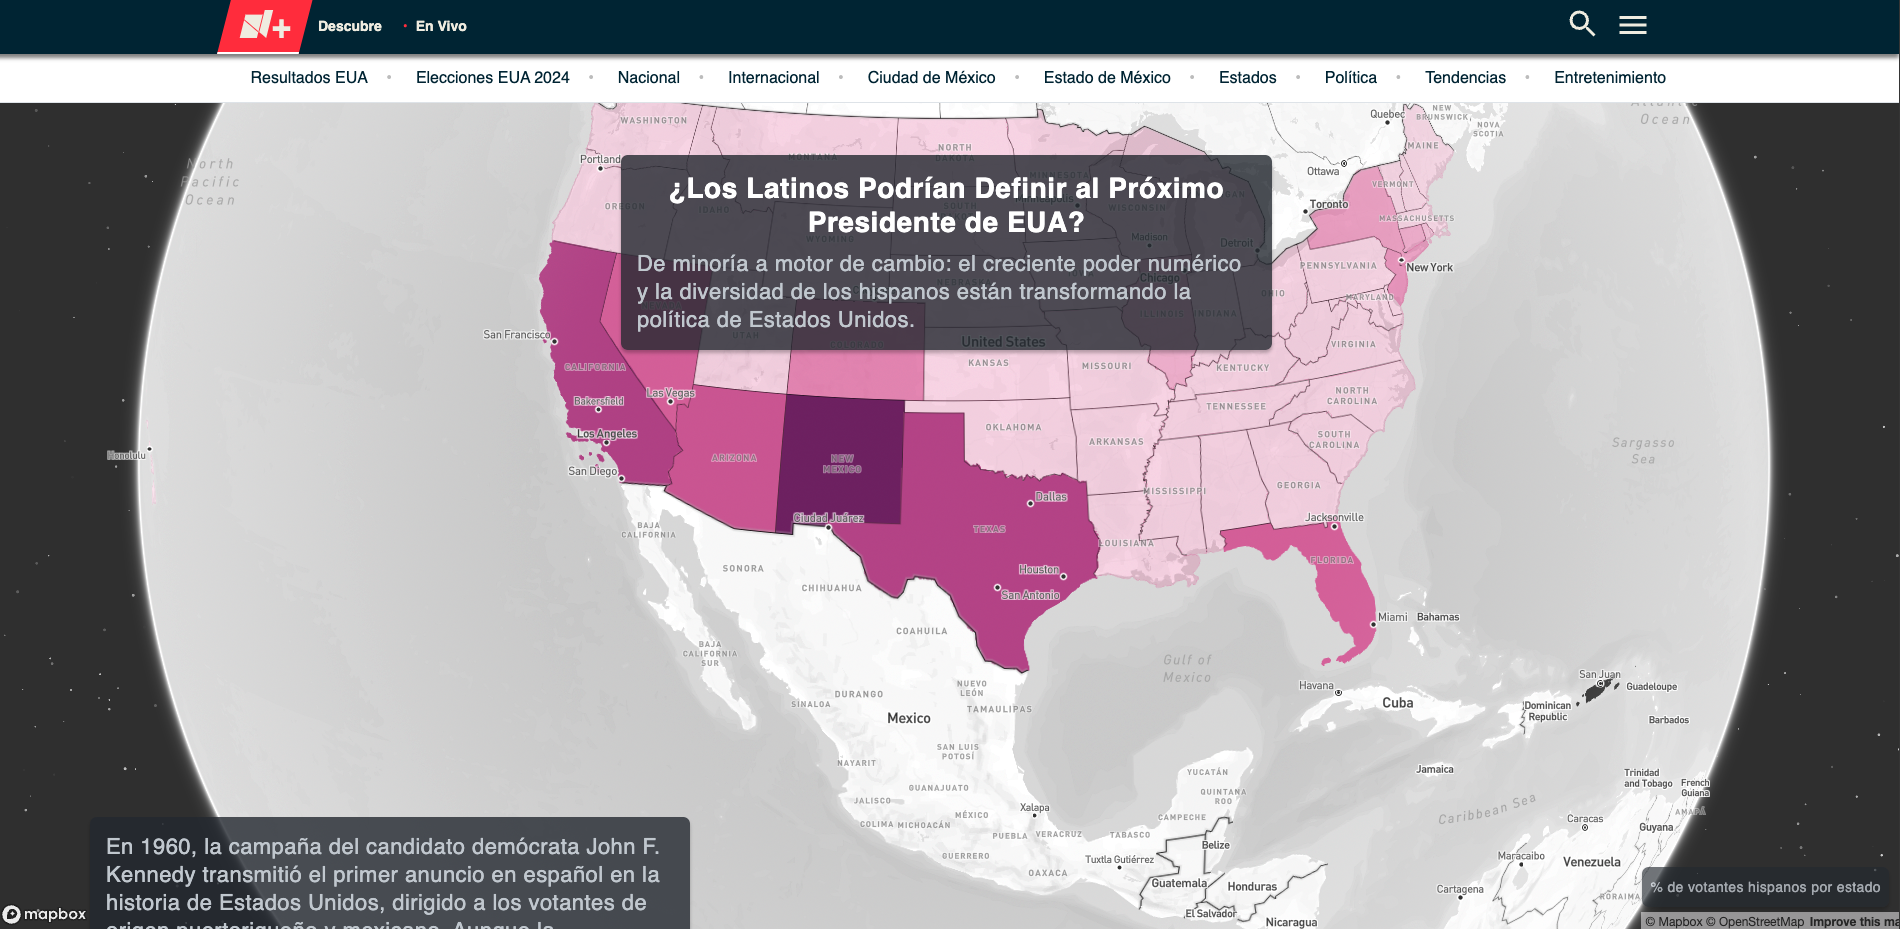 N+
Descubre
En Vivo
Resultados EUA
Elecciones EUA 2024
Nacional
Internacional
Ciudad de México
Estado de México
Estados
Política
Tendencias
Entretenimiento
¿Los Latinos Podrían Definir al Próximo
Presidente de EUA?
De minoría a motor de cambio: el creciente poder numérico
y la diversidad de los hispanos están transformando la
política de Estados Unidos.
North
Pacific
Ocean
WASHINGTON
Portland
OREGON
MONTANA
NORTH
DAKOTA
IDAHO
WYOMING
MINNESOTA
WISCONSIN
Madison
Detroit
Chicago
ILLINOIS
INDIANA
OHIO
UTAH
United States
KANSAS
MISSOURI
KENTUCKY
VIRGINIA
PENNSYLVANIA
MARYLAND
New York
MASSACHUSETTS
VERMONT
MAINE
Quebec
NEW
BRUNSWICK
NOVA
SCOTIA
Ottawa
Toronto
Atlantic
Ocean
San Francisco
CALIFORNIA
Las Vegas
Bakersfield
Los Angeles
San Diego
Honolulu
ARIZONA
NEW
MEXICO
OKLAHOMA
ARKANSAS
TENNESSEE
NORTH
CAROLINA
SOUTH
CAROLINA
MISSISSIPPI
GEORGIA
Jacksonville
LOUISIANA
FLORIDA
Miami
Bahamas
Sargasso
Sea
Dallas
TEXAS
Houston
San Antonio
Ciudad Juárez
BAJA
CALIFORNIA
SONORA
CHIHUAHUA
COAHUILA
BAJA
CALIFORNIA
SUR
NUEVO
LEÓN
DURANGO
SINALOA
TAMAULIPAS
Mexico
SAN LUIS
POTOSÍ
NAYARIT
GUANAJUATO
JALISCO
COLIMA
MICHOACÁN
MÉXICO
Xalapa
PUEBLA
VERACRUZ
TABASCO
CAMPECHE
YUCATÁN
QUINTANA
ROO
GUERRERO
OAXACA
Tuxtla Gutiérrez
Gulf of
Mexico
Havana
Cuba
San Juan
Guadeloupe
Dominican
Republic
Barbados
Jamaica
Trinidad
and Tobago
French
Guiana
AMAPÁ
Caribbean Sea
Caracas
Guyana
Maracaibo
Venezuela
Cartagena
RORAIMA
Belize
Guatemala
Honduras
El Salvador
Nicaragua
En 1960, la campaña del candidato demócrata John F.
Kennedy transmitió el primer anuncio en español en la
historia de Estados Unidos, dirigido a los votantes de
origen puertorriqueño y mexicano. Aunque la
% de votantes hispanos por estado
mapbox
© Mapbox © OpenStreetMap Improve this ma